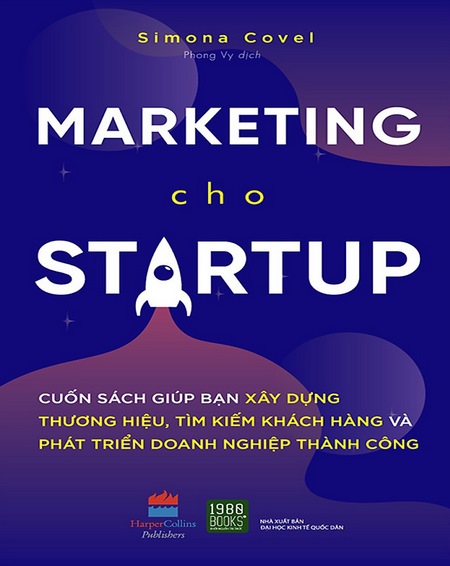 Simona Covel
Phong Vy dịch
MARKETING
cho
STARTUP
CUỐN SÁCH GIÚP BẠN XÂY DỰNG
THƯƠNG HIỆU, TÌM KIẾM KHÁCH HÀNG VÀ
PHÁT TRIỂN DOANH NGHIỆP THÀNH CÔNG
HarperCollins
Publishers
1980
BOOKS
NHÀ XUẤT BẢN
ĐẠI HỌC KINH TẾ QUỐC DÂN